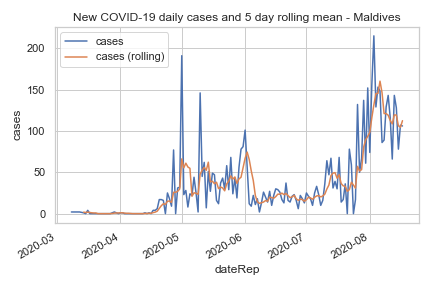 New COVID-19 daily cases and 5 day rolling mean - Maldives
cases
cases (rolling)
200
150
100
50
0
cases
2020-03
2020-04
2020-05
2020-06
2020-07
2020-08
dateRep